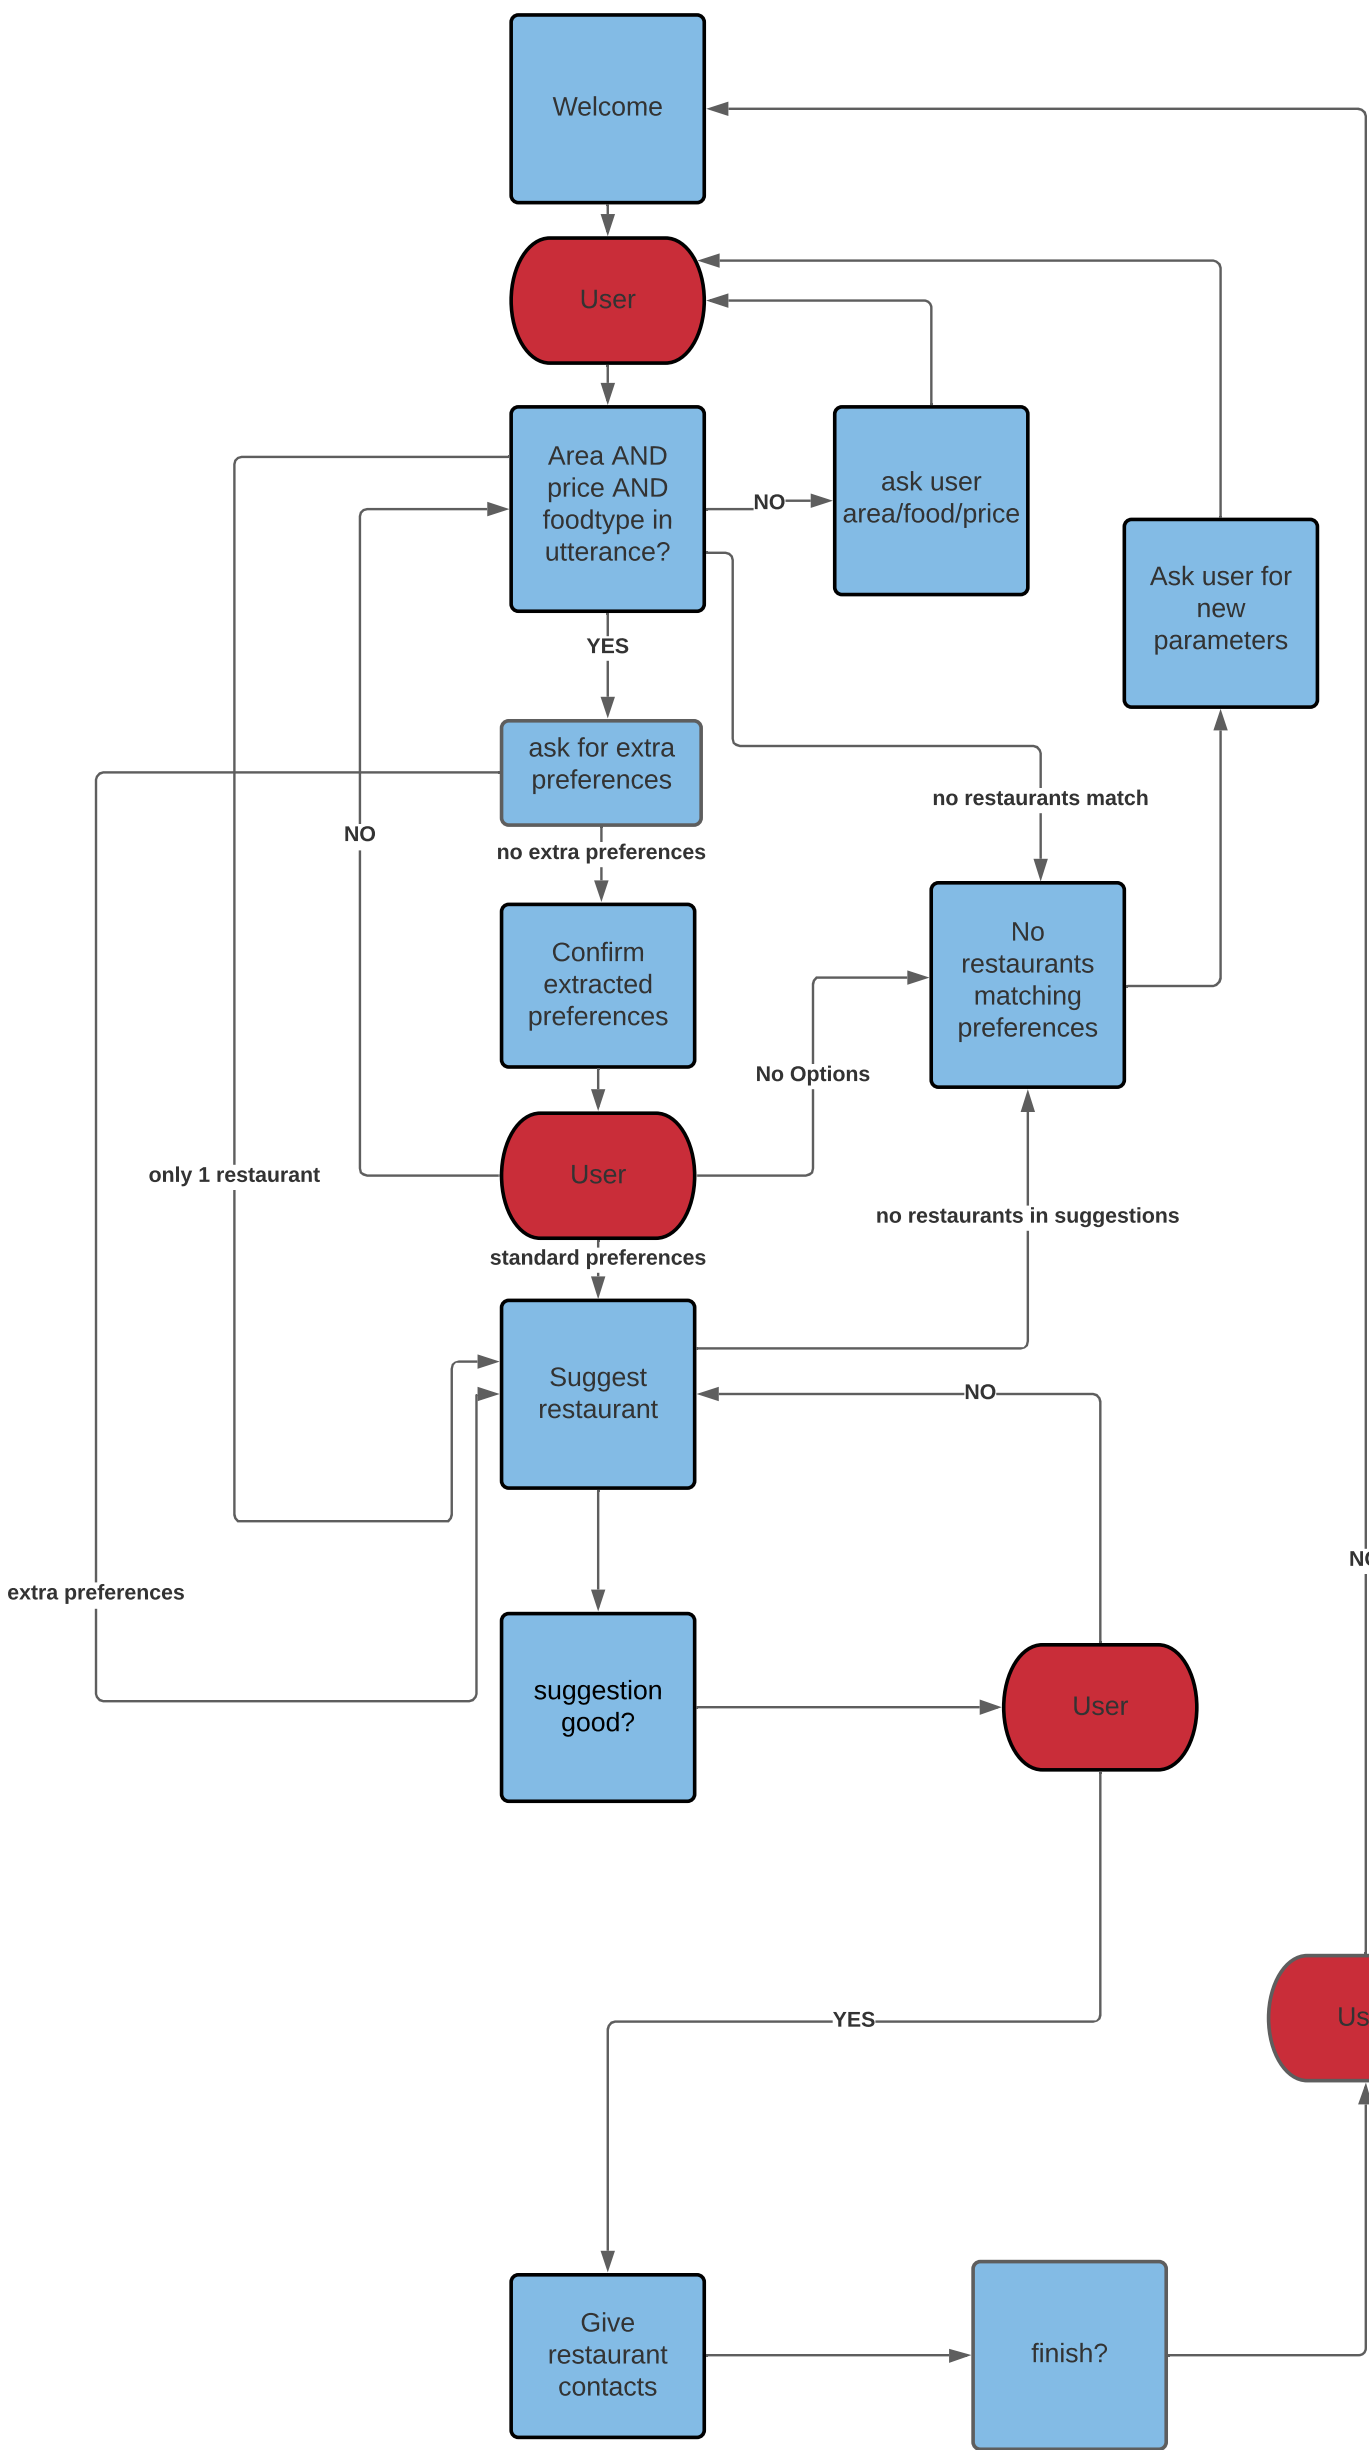 Welcome
User
Area AND
price AND
foodtype in
utterance?
NO
ask user
area/food/price
Ask user for
new
parameters
YES
ask for extra
preferences
no restaurants match
NO
no extra preferences
Confirm
extracted
preferences
No
restaurants
matching
preferences
No Options
only 1 restaurant
User
no restaurants in suggestions
standard preferences
Suggest
restaurant
NO
extra preferences
suggestion
good?
User
YES
Give
restaurant
contacts
finish?